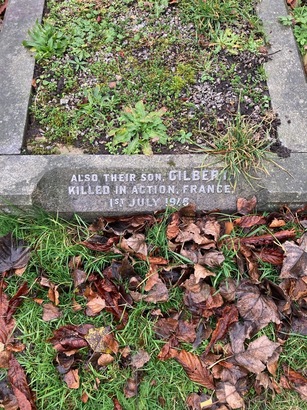 ALSO THEIR SON, GILBERT,
KILLED IN ACTION, FRANCE,
1ST JULY 1916